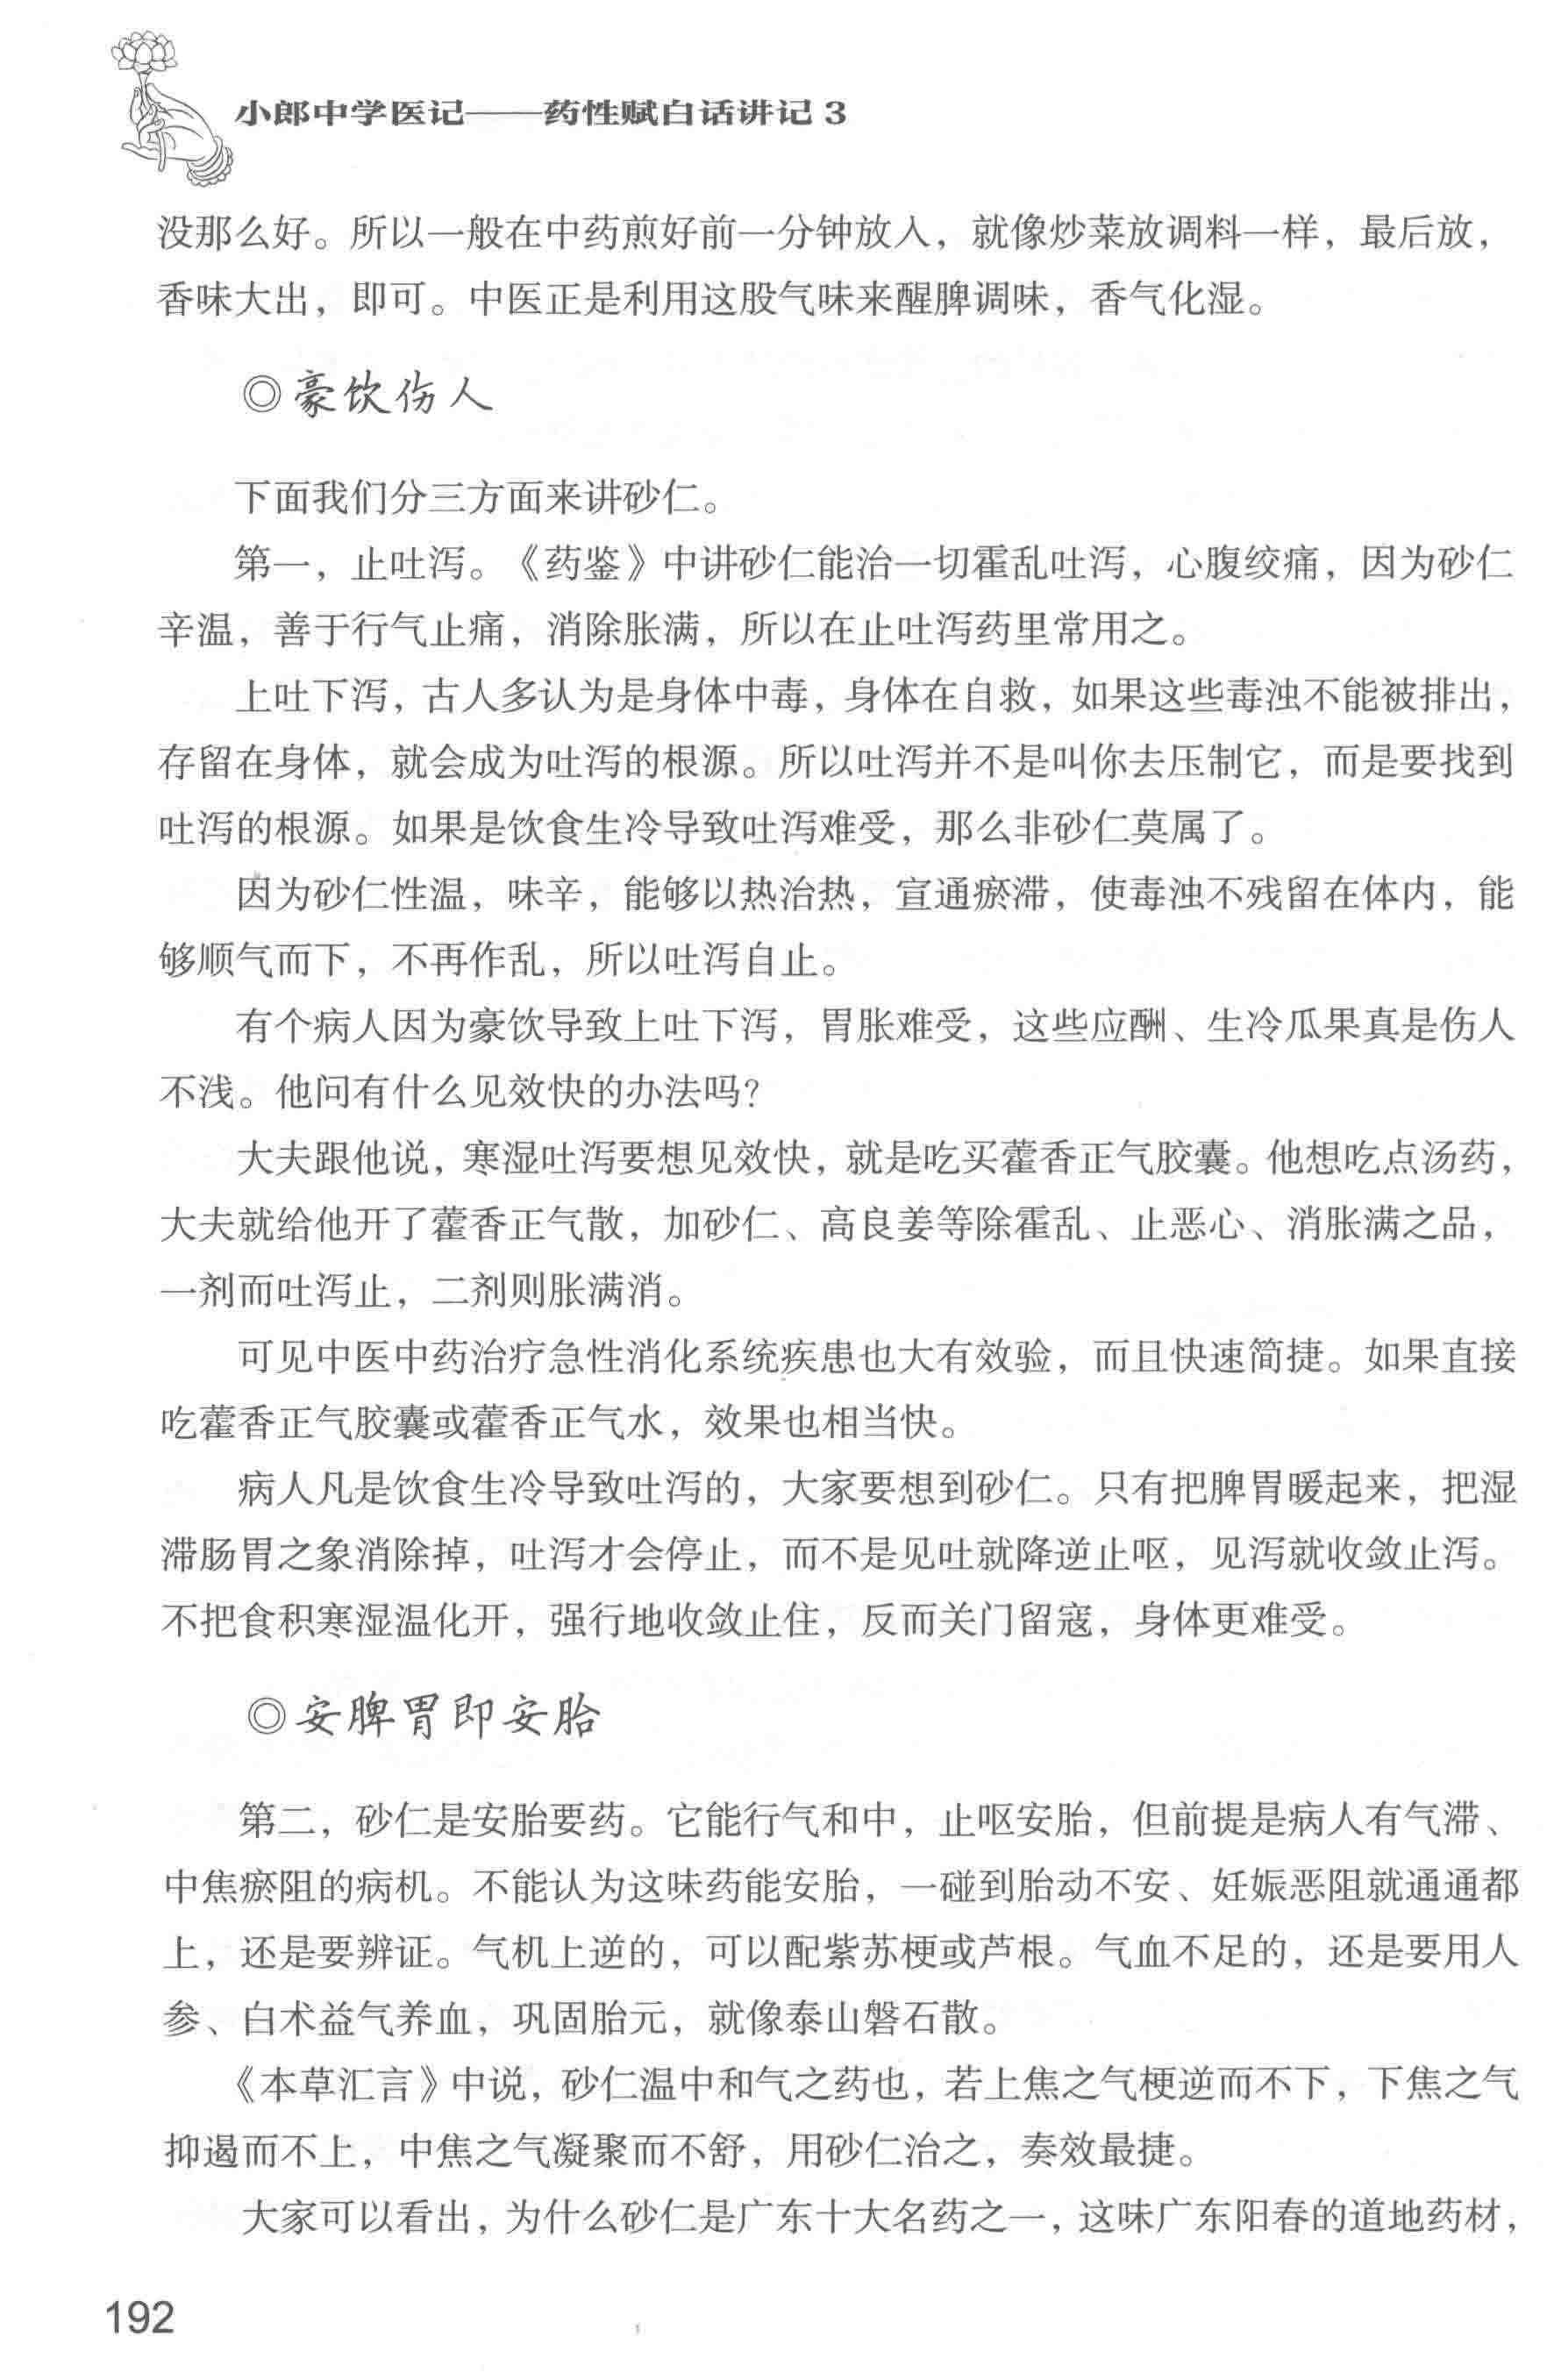 小郎中学医记——药性赋白话讲记 3
没那么好。所以一般在中药煎好前一分钟放入，就像炒菜放调料一样，最后放，
香味大出，即可。中医正是利用这股气味来醒脾调味，香气化湿。
◎豪饮伤人
下面我们分三方面来讲砂仁。
第一，止吐泻。《药鉴》中讲砂仁能治一切霍乱吐泻，心腹绞痛，因为砂仁
辛温，善于行气止痛，消除胀满，所以在止吐泻药里常用之。
上吐下泻，古人多认为是身体中毒，身体在自救，如果这些毒浊不能被排出，
存留在身体，就会成为吐泻的根源。所以吐泻并不是叫你去压制它，而是要找到
吐泻的根源。如果是饮食生冷导致吐泻难受，那么非砂仁莫属了。
因为砂仁性温，味辛，能够以热治热，宣通瘀滞，使毒浊不残留在体内，能
够顺气而下，不再作乱，所以吐泻自止。
有个病人因为豪饮导致上吐下泻，胃胀难受，这些应酬、生冷瓜果真是伤人
不浅。他问有什么见效快的办法吗？
大夫跟他说，寒湿吐泻要想见效快，就是吃买藿香正气胶囊。他想吃点汤药，
大夫就给他开了藿香正气散，加砂仁、高良姜等除霍乱、止恶心、消胀满之品，
一剂而吐泻止，二剂则胀满消。
可见中医中药治疗急性消化系统疾患也大有效验，而且快速简捷。如果直接
吃藿香正气胶囊或藿香正气水，效果也相当快。
病人凡是饮食生冷导致吐泻的，大家要想到砂仁。只有把脾胃暖起来，把湿
滞肠胃之象消除掉，吐泻才会停止，而不是见吐就降逆止呕，见泻就收敛止泻。
不把食积寒湿温化开，强行地收敛止住，反而关门留寇，身体更难受。
◎安脾胃即安胎
第二，砂仁是安胎要药。它能行气和中，止呕安胎，但前提是病人有气滞、
中焦瘀阻的病机。不能认为这味药能安胎，一碰到胎动不安、妊娠恶阻就通通都
上，还是要辨证。气机上逆的，可以配紫苏梗或芦根。气血不足的，还是要用人
参、白术益气养血，巩固胎元，就像泰山磐石散。
《本草汇言》中说，砂仁温中和气之药也，若上焦之气梗逆而不下，下焦之气
抑遏而不上，中焦之气凝聚而不舒，用砂仁治之，奏效最捷。
大家可以看出，为什么砂仁是广东十大名药之一，这味广东阳春的道地药材，
192